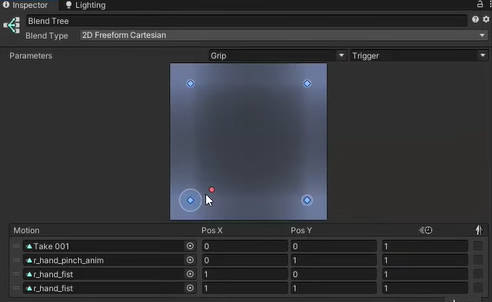 Inspector Lighting
Blend Tree
Blend Type 2D Freeform Cartesian
Parameters Grip Trigger
Motion Pos X Pos Y
Take 001 0 0 1
r_hand_pinch_anim 0 1 1
r_hand_fist 1 0 1
r_hand_fist 1 1 1